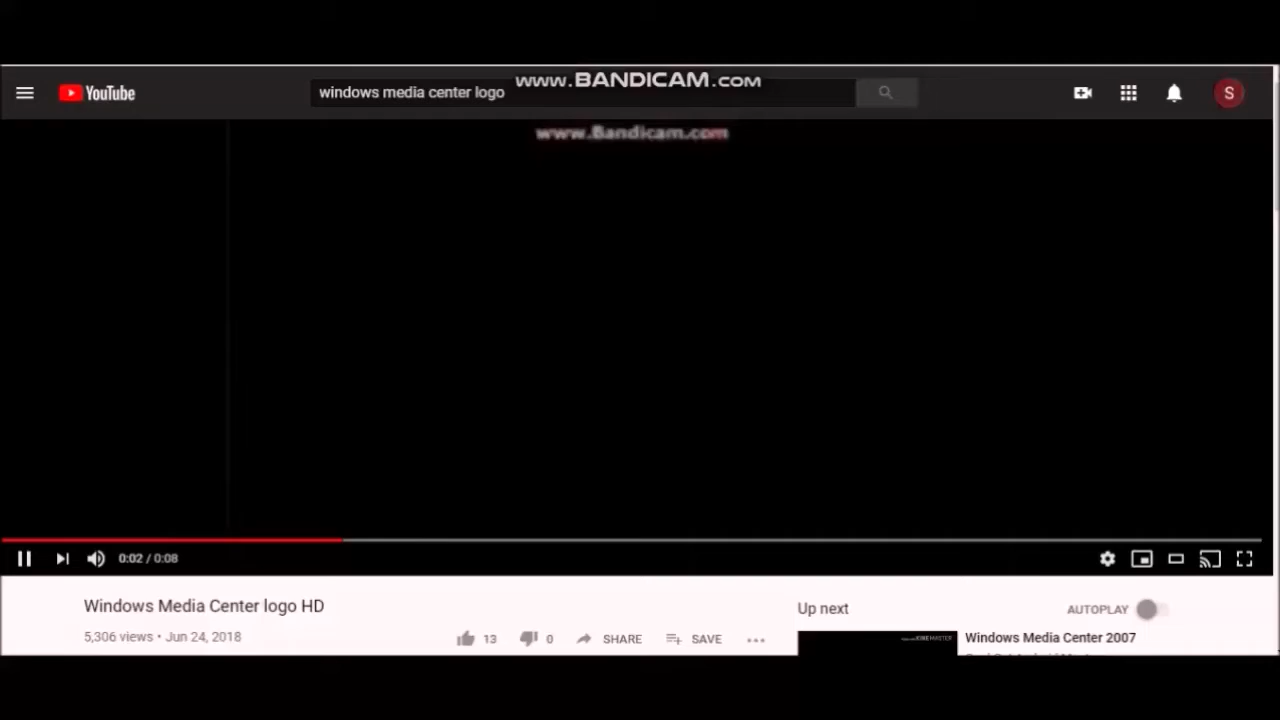 www.BANDICAM.com
YouTube
windows media center logo
S
www.Bandicam.com
0:02 / 0:08
Windows Media Center logo HD
5,306 views • Jun 24, 2018
13
0
SHARE
SAVE
Up next
AUTOPLAY
Windows Media Center 2007